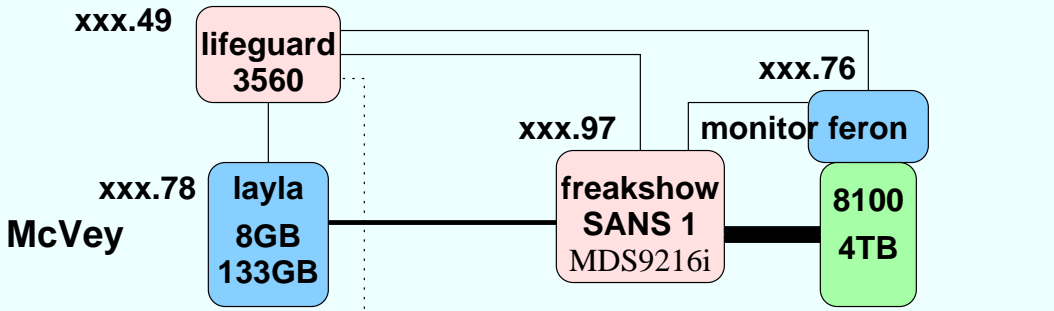 xxx.49
lifeguard
3560
xxx.76
xxx.97
monitor feron
xxx.78
layla
8GB
133GB
McVey
freakshow
SANS 1
MDS9216i
8100
4TB